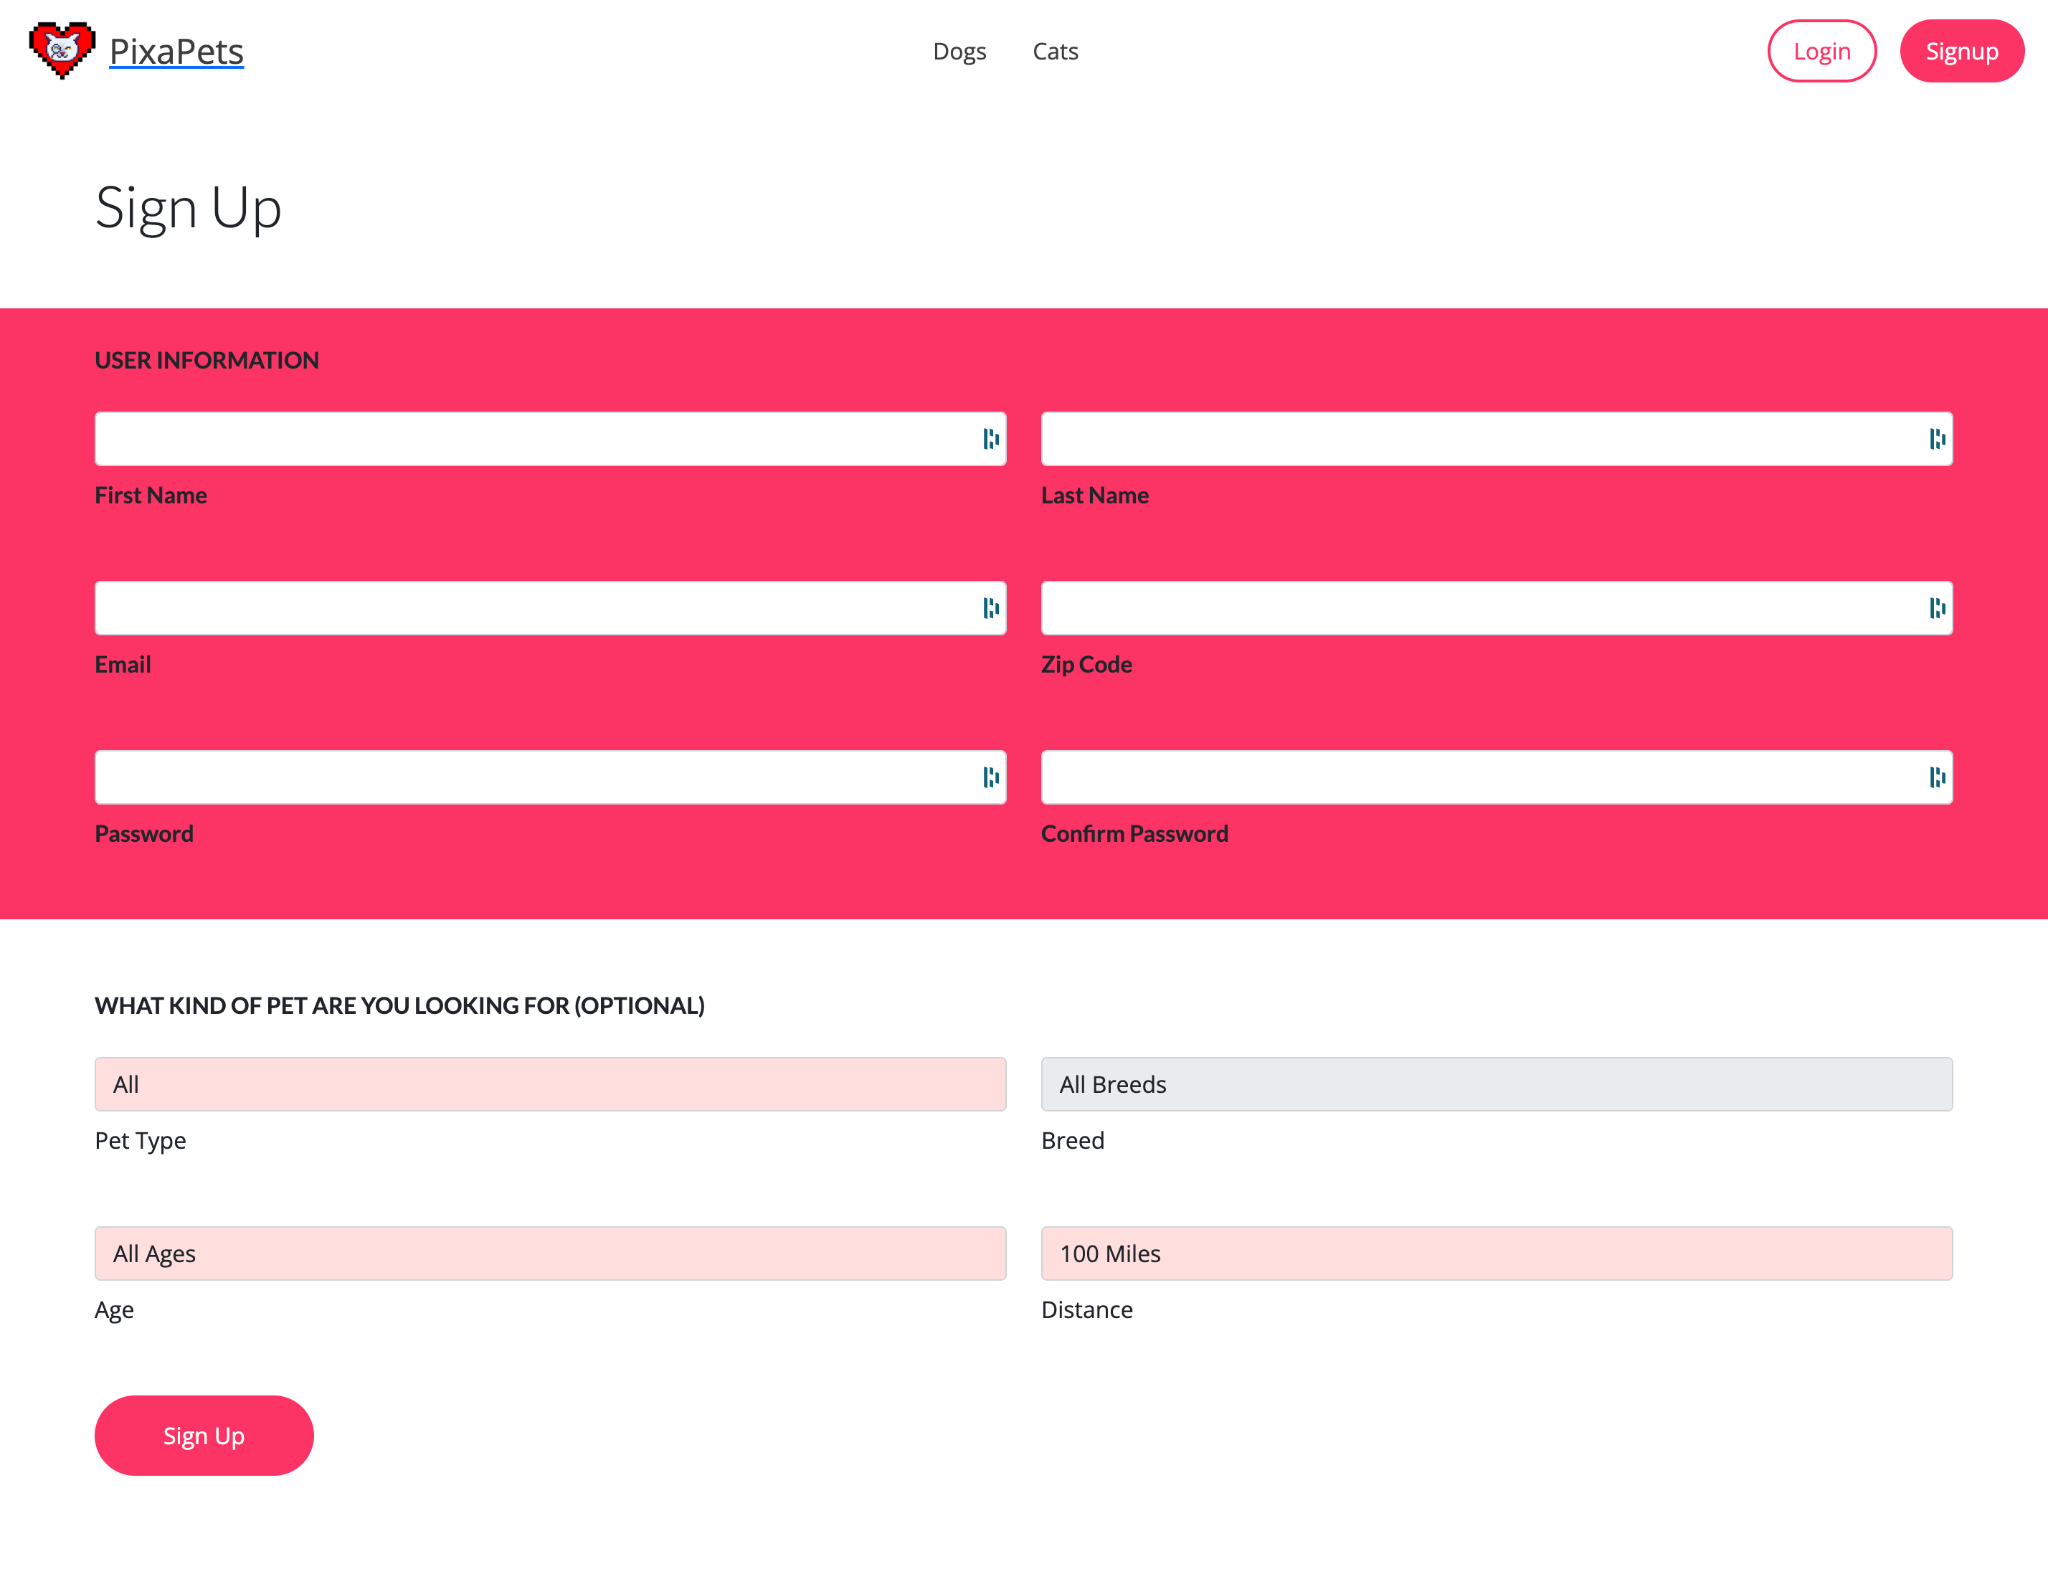 PixaPets
Dogs Cats
Login Signup
Sign Up
USER INFORMATION
First Name Last Name
Email Zip Code
Password Confirm Password
WHAT KIND OF PET ARE YOU LOOKING FOR (OPTIONAL)
All All Breeds
Pet Type Breed
All Ages 100 Miles
Age Distance
Sign Up